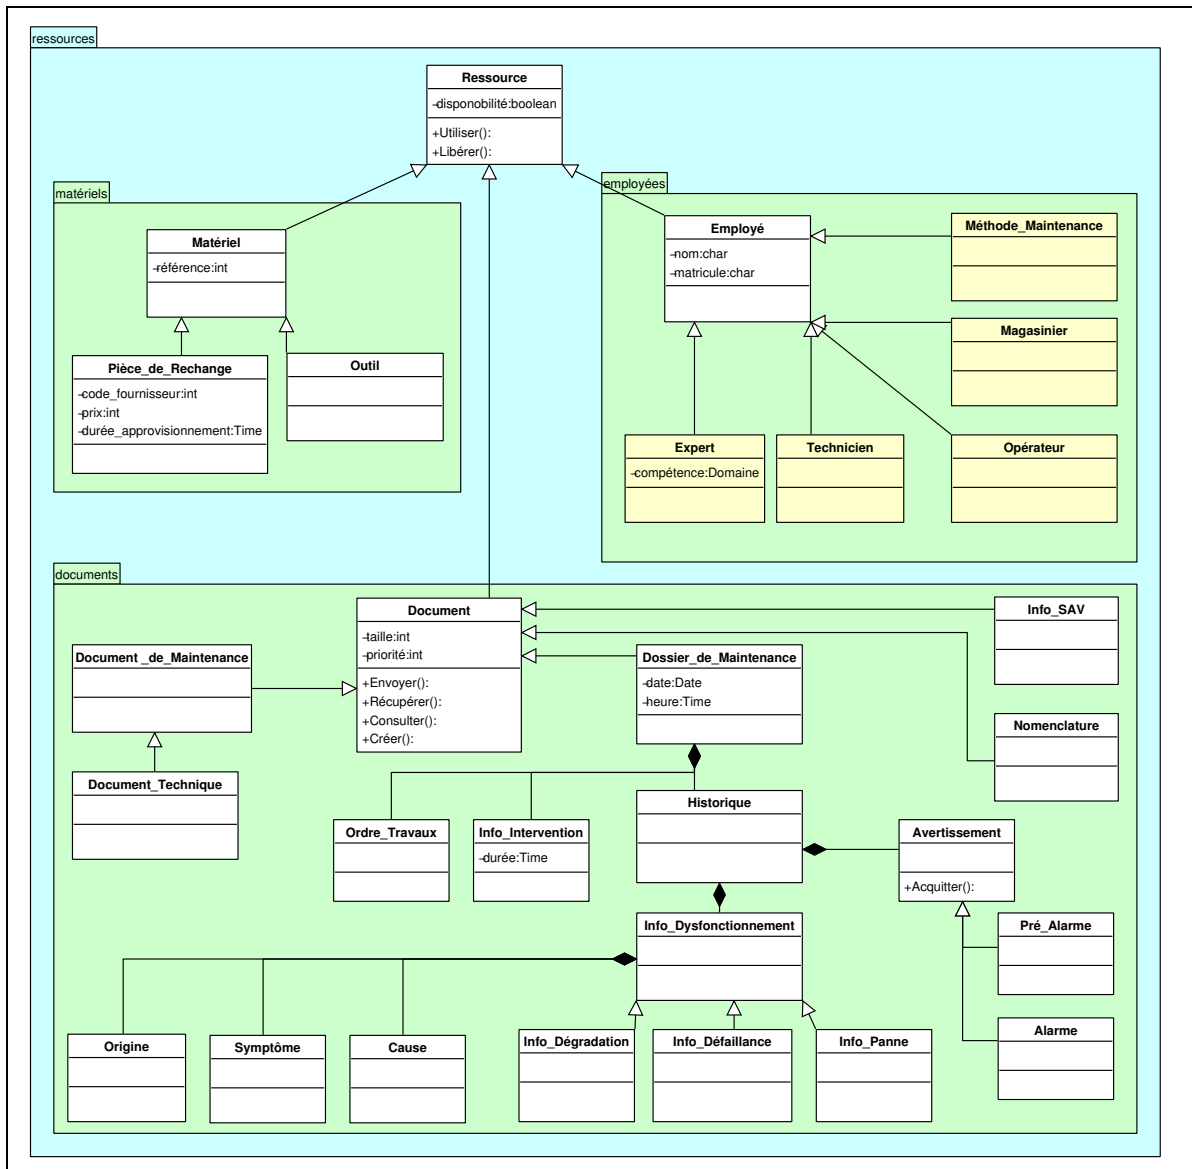 ressources
Ressource
-disponobilité:boolean
+Utiliser():
+Libérer():
matériels
employées
Matériel
-référence:int
Employé
-nom:char
-matricule:char
Méthode_Maintenance
Magasinier
Pièce_de_Rechange
-code_fournisseur:int
-prix:int
-durée_approvisionnement:Time
Outil
Expert
-compétence:Domaine
Technicien
Opérateur
documents
Document
-taille:int
-priorité:int
+Envoyer():
+Récupérer():
+Consulter():
+Créer():
Info_SAV
Document _de_Maintenance
Dossier_de_Maintenance
-date:Date
-heure:Time
Nomenclature
Document_Technique
Historique
Ordre_Travaux
Info_Intervention
-durée:Time
Avertissement
+Acquitter():
Info_Dysfonctionnement
Pré_Alarme
Origine
Symptôme
Cause
Info_Dégradation
Info_Défaillance
Info_Panne
Alarme